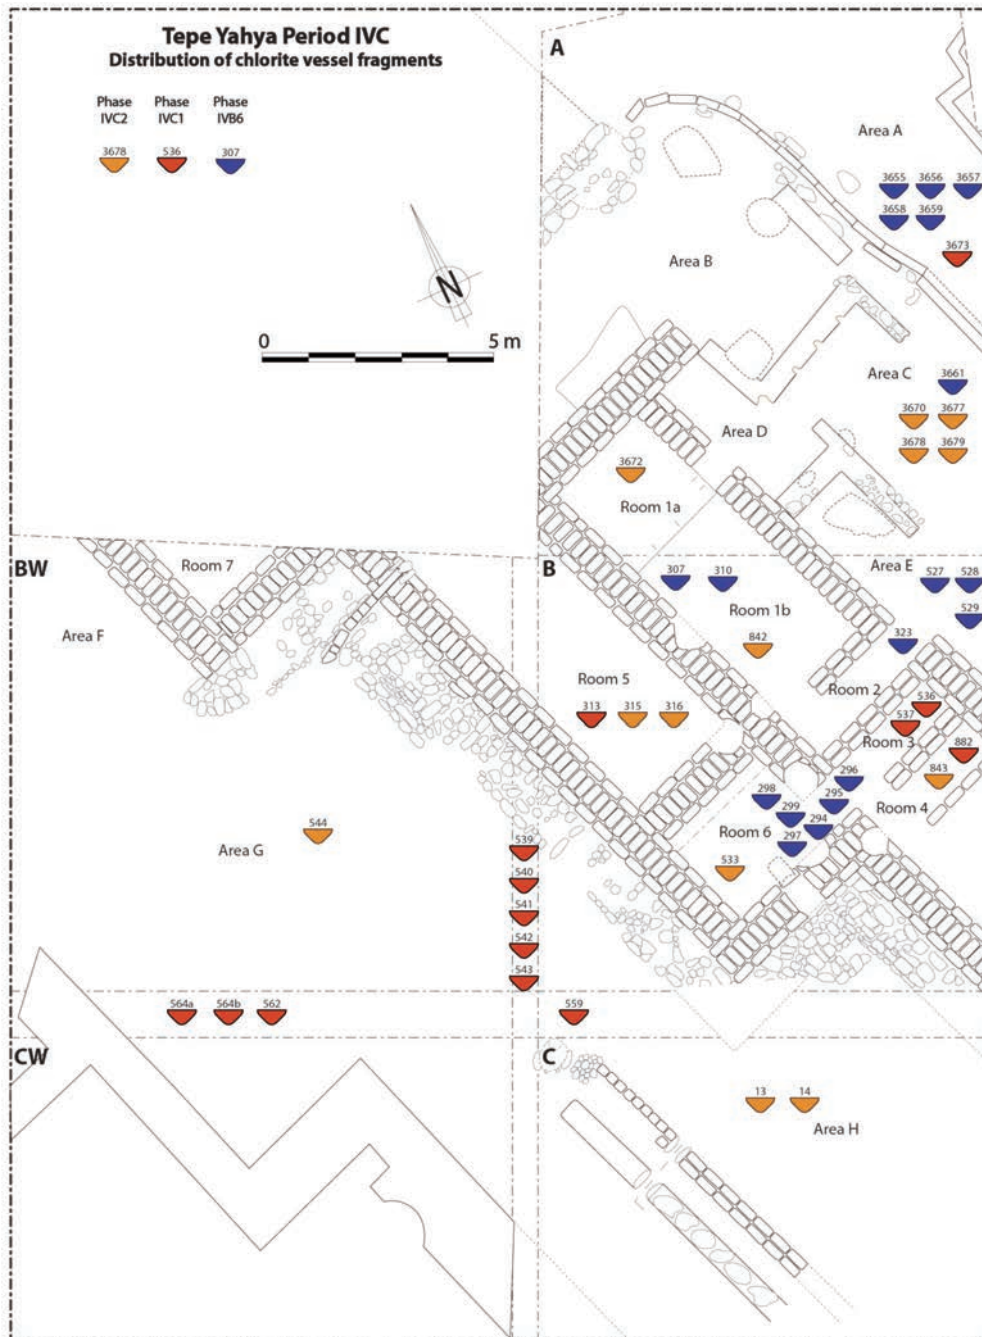 Tepe Yahya Period IVC
Distribution of chlorite vessel fragments
Phase IVC2
Phase IVC1
Phase IVB6
3678
536
307
N
0 5 m
A
Area A
3655 3656 3657
3658 3659
3673
Area B
Area C
3661
3670 3677
3678 3679
Area D
3672
Room 1a
BW
Room 7
Area F
B
Area E
527 528
529
307 310
Room 1b
842
323
Room 5
313 315 316
Room 2
536
537
Room 3
882
843
296
298
295
299
294
297
Room 4
Room 6
533
544
Area G
539
540
541
542
543
564a 564b 562
559
CW
C
13 14
Area H